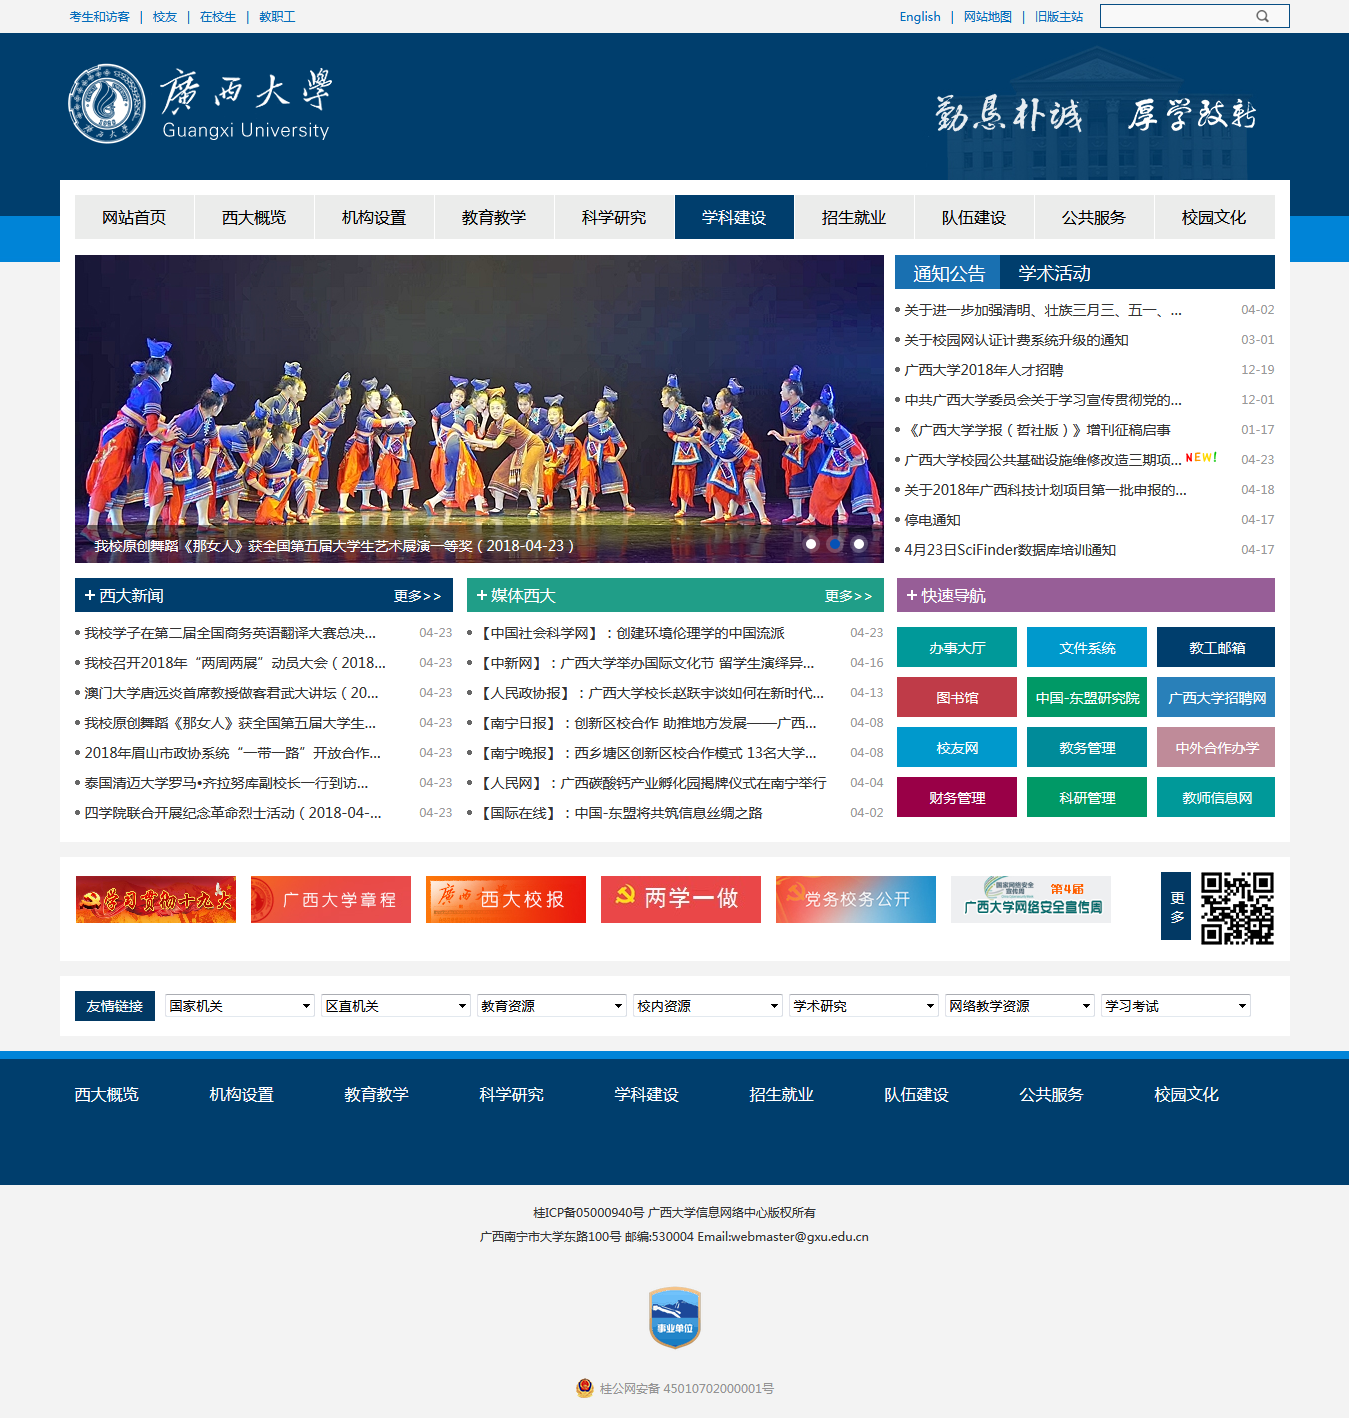 考生和访客 | 校友 | 在校生 | 教职工
English | 网站地图 | 旧版主站
廣西大學
Guangxi University
勤恳朴诚 厚学致新
网站首页 西大概览 机构设置 教育教学 科学研究 学科建设 招生就业 队伍建设 公共服务 校园文化
我校原创舞蹈《那女人》获全国第五届大学生艺术展演一等奖（2018-04-23）
通知公告 学术活动
关于进一步加强清明、壮族三月三、五一、... 04-02
关于校园网认证计费系统升级的通知 03-01
广西大学2018年人才招聘 12-19
中共广西大学委员会关于学习宣传贯彻党的... 12-01
《广西大学学报（哲社版）》增刊征稿启事 01-17
广西大学校园公共基础设施维修改造三期项... NEW! 04-23
关于2018年广西科技计划项目第一批申报的... 04-18
停电通知 04-17
4月23日SciFinder数据库培训通知 04-17
+ 西大新闻 更多>>
我校学子在第二届全国商务英语翻译大赛总决... 04-23
我校召开2018年“两周两展”动员大会（2018... 04-23
澳门大学唐远炎首席教授做客君武大讲坛（20... 04-23
我校原创舞蹈《那女人》获全国第五届大学生... 04-23
2018年眉山市政协系统“一带一路”开放合作... 04-23
泰国清迈大学罗马•齐拉努库副校长一行到访... 04-23
四学院联合开展纪念革命烈士活动（2018-04-... 04-23
+ 媒体西大 更多>>
【中国社会科学网】：创建环境伦理学的中国流派 04-23
【中新网】：广西大学举办国际文化节 留学生演绎异... 04-16
【人民政协报】：广西大学校长赵跃宇谈如何在新时代... 04-13
【南宁日报】：创新区校合作 助推地方发展——广西... 04-08
【南宁晚报】：西乡塘区创新区校合作模式 13名大学... 04-08
【人民网】：广西碳酸钙产业孵化园揭牌仪式在南宁举行 04-04
【国际在线】：中国-东盟将共筑信息丝绸之路 04-02
+ 快速导航
办事大厅 文件系统 教工邮箱
图书馆 中国-东盟研究院 广西大学招聘网
校友网 教务管理 中外合作办学
财务管理 科研管理 教师信息网
学习贯彻十九大
广西大学章程
广西 西大校报
两学一做
党务校务公开
国家网络安全宣传周 第4届
广西大学网络安全宣传周
更多
友情链接 国家机关 区直机关 教育资源 校内资源 学术研究 网络教学资源 学习考试
西大概览 机构设置 教育教学 科学研究 学科建设 招生就业 队伍建设 公共服务 校园文化
桂ICP备05000940号 广西大学信息网络中心版权所有
广西南宁市大学东路100号 邮编:530004 Email:webmaster@gxu.edu.cn
事业单位
桂公网安备 45010702000001号